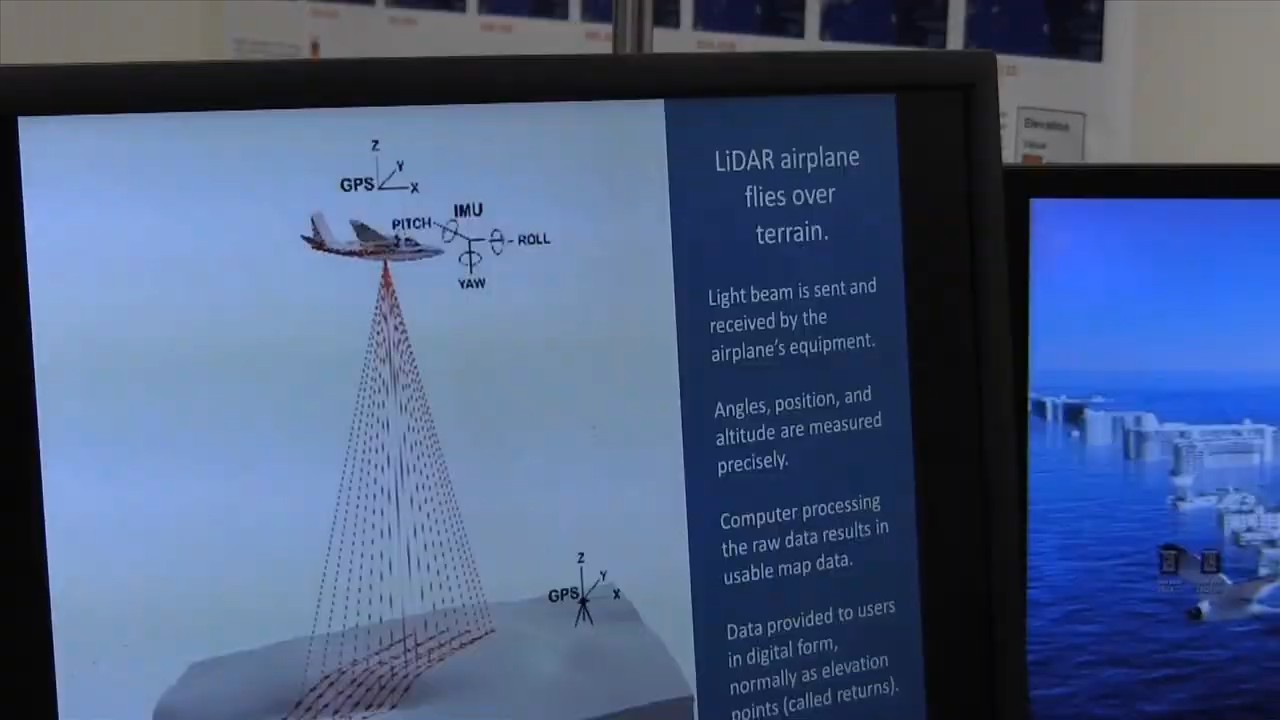 Elevation
Value
Z
Y
GPS
X
IMU
PITCH
ROLL
YAW
Z
Y
GPS
X
LiDAR airplane
flies over
terrain.
Light beam is sent and
received by the
airplane's equipment.
Angles, position, and
altitude are measured
precisely.
Computer processing
the raw data results in
usable map data.
Data provided to users
in digital form,
normally as elevation
points (called returns).